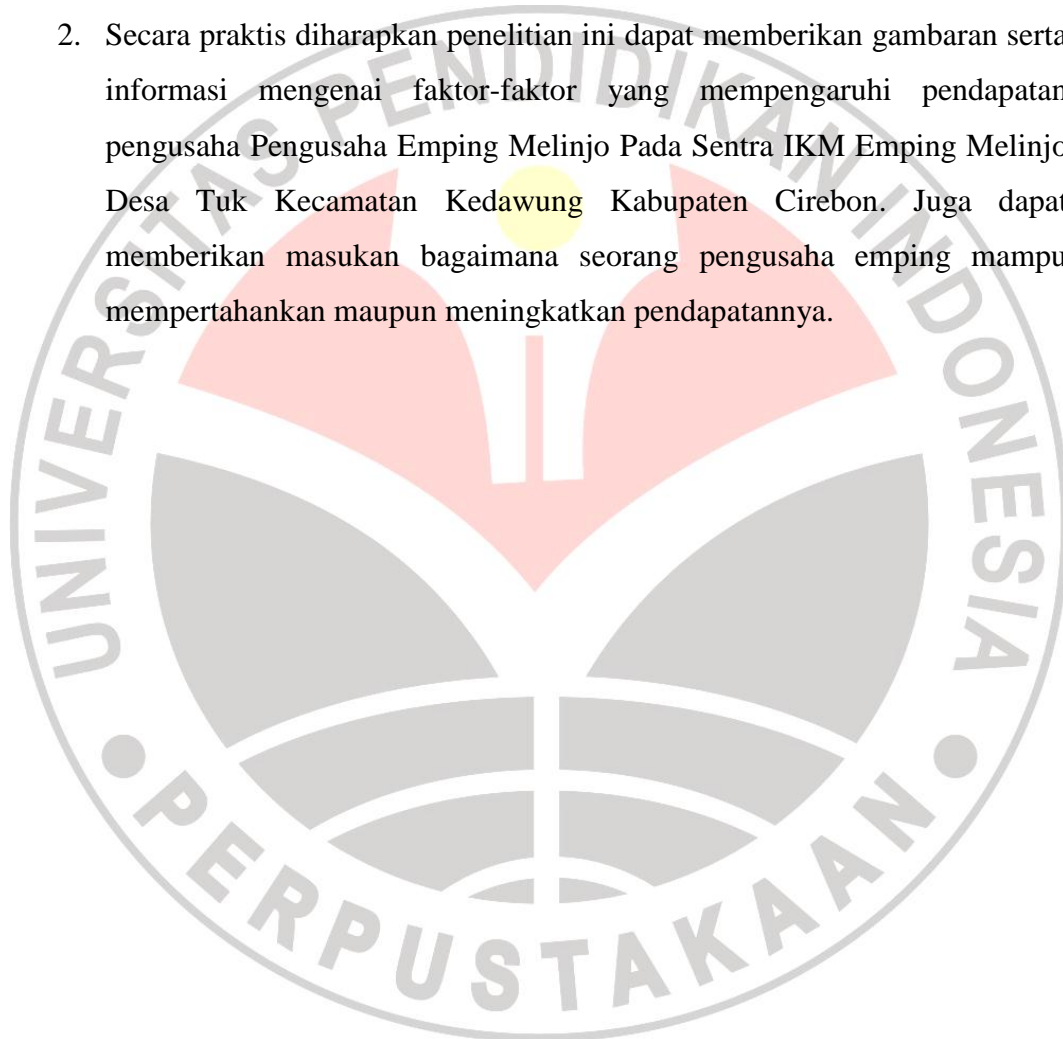 2. Secara praktis diharapkan penelitian ini dapat memberikan gambaran serta
informasi mengenai faktor-faktor yang mempengaruhi pendapatan
pengusaha Pengusaha Emping Melinjo Pada Sentra IKM Emping Melinjo
Desa Tuk Kecamatan Kedawung Kabupaten Cirebon. Juga dapat
memberikan masukan bagaimana seorang pengusaha emping mampu
mempertahankan maupun meningkatkan pendapatannya.
UNIVERSITAS PENDIDIKAN INDONESIA
PERPUSTAKAAN